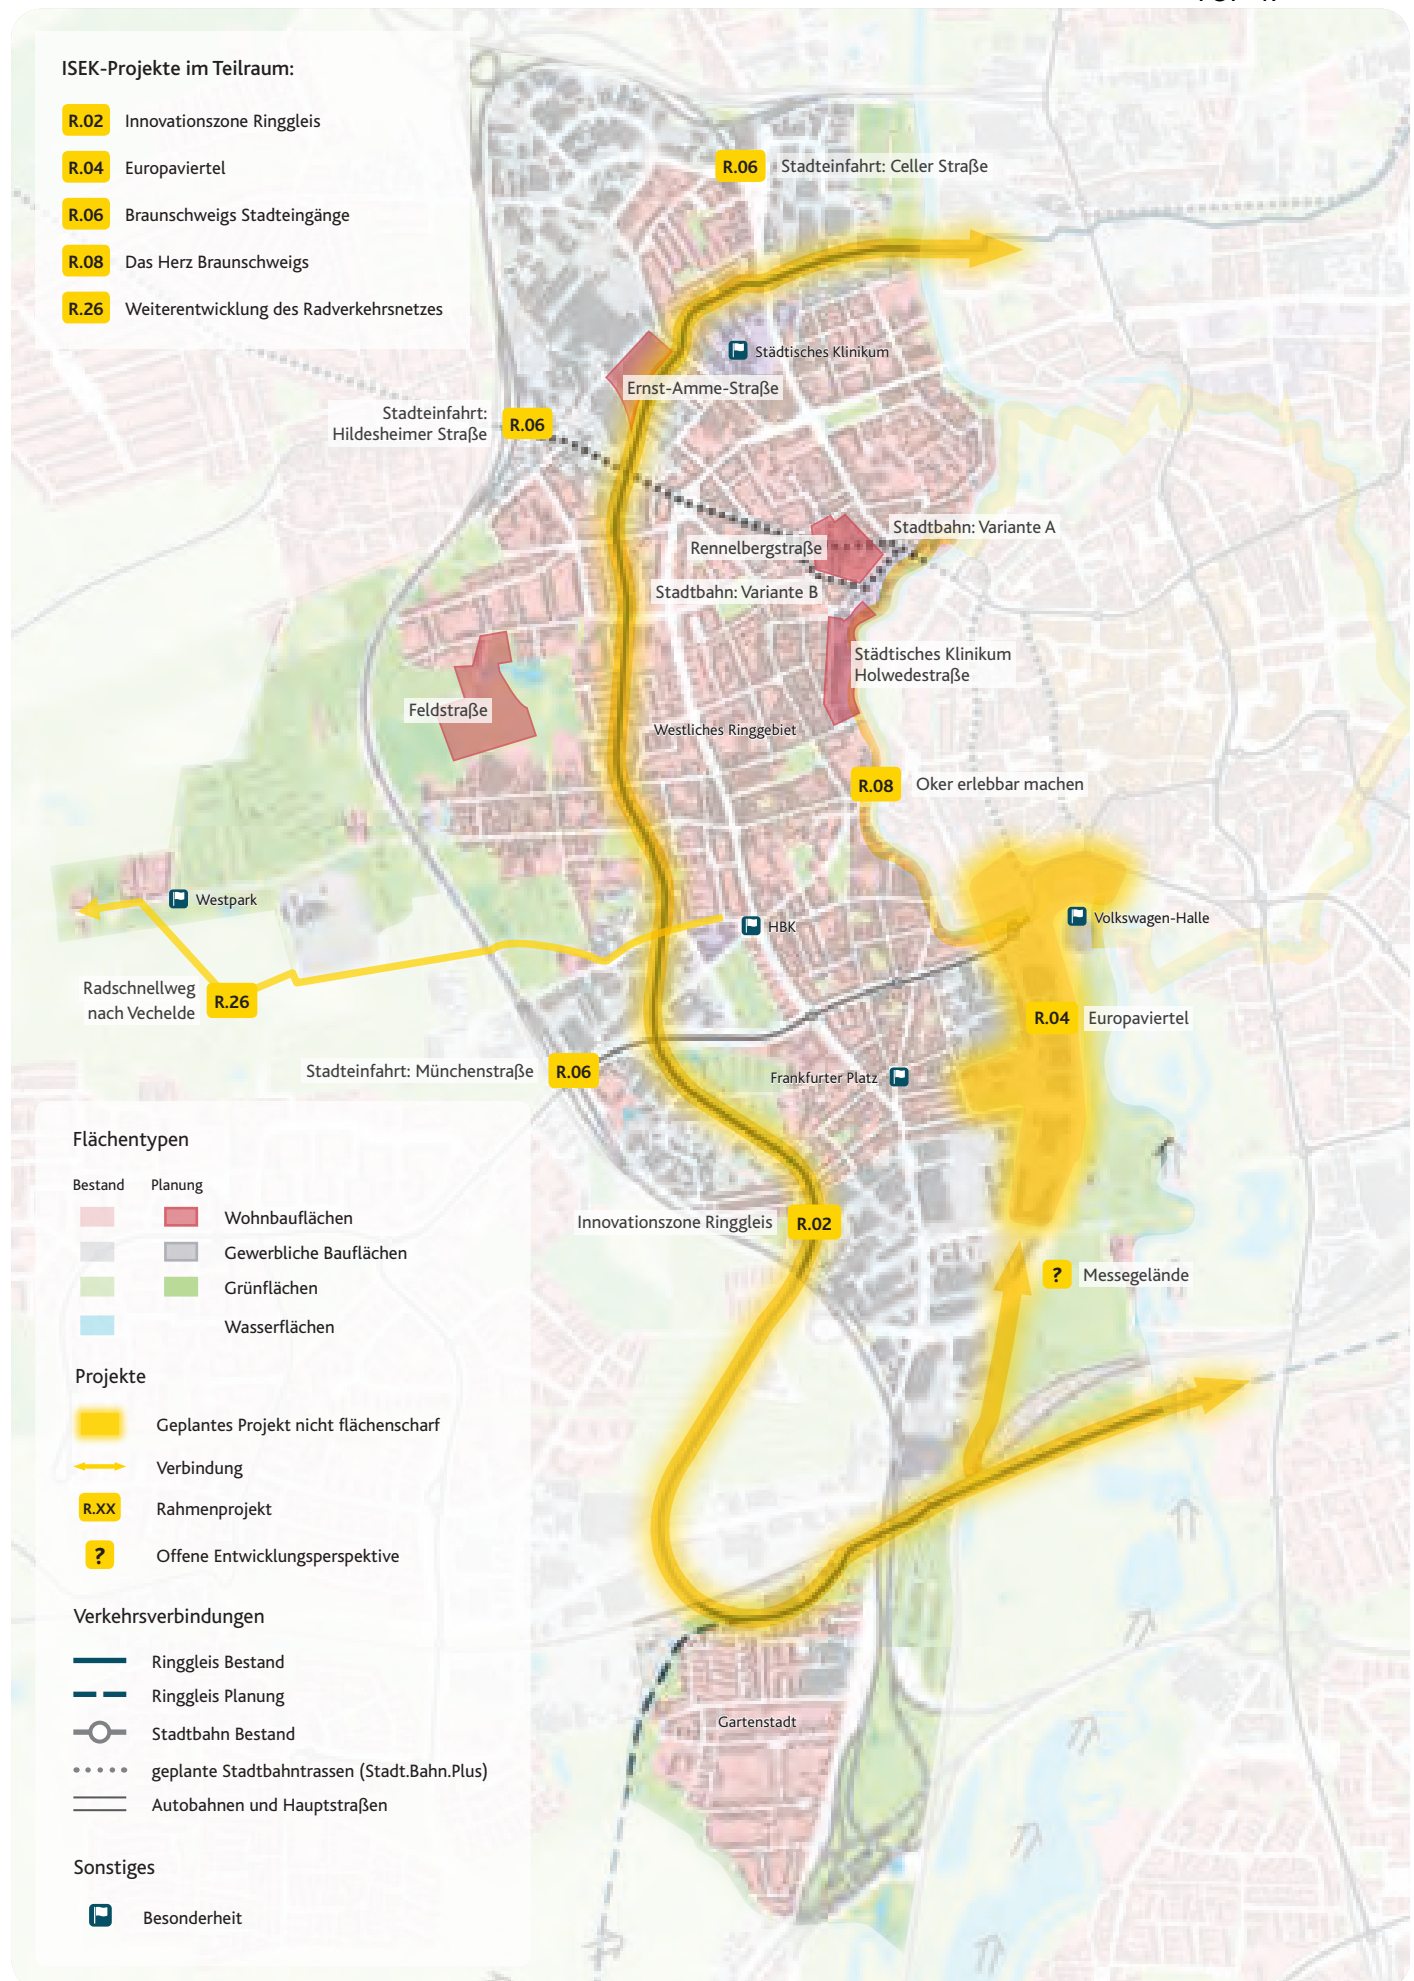 ISEK-Projekte im Teilraum:
R.02 Innovationszone Ringgleis
R.04 Europaviertel
R.06 Braunschweigs Stadteingänge
R.08 Das Herz Braunschweigs
R.26 Weiterentwicklung des Radverkehrsnetzes
R.06 Stadteinfahrt: Celler Straße
Städtisches Klinikum
Ernst-Amme-Straße
Stadteinfahrt:
Hildesheimer Straße
R.06
Stadtbahn: Variante A
Rennelbergstraße
Stadtbahn: Variante B
Städtisches Klinikum
Holwedestraße
Feldstraße
Westliches Ringgebiet
R.08 Oker erlebbar machen
Westpark
HBK
Volkswagen-Halle
Radschnellweg
nach Vechelde
R.26
R.04 Europaviertel
Stadteinfahrt: Münchenstraße R.06
Frankfurter Platz
Innovationszone Ringgleis R.02
? Messegelände
Gartenstadt
Flächentypen
Bestand Planung
Wohnbauflächen
Gewerbliche Bauflächen
Grünflächen
Wasserflächen
Projekte
Geplantes Projekt nicht flächenscharf
Verbindung
R.XX Rahmenprojekt
? Offene Entwicklungsperspektive
Verkehrsverbindungen
Ringgleis Bestand
Ringgleis Planung
Stadtbahn Bestand
geplante Stadtbahntrassen (Stadt.Bahn.Plus)
Autobahnen und Hauptstraßen
Sonstiges
Besonderheit